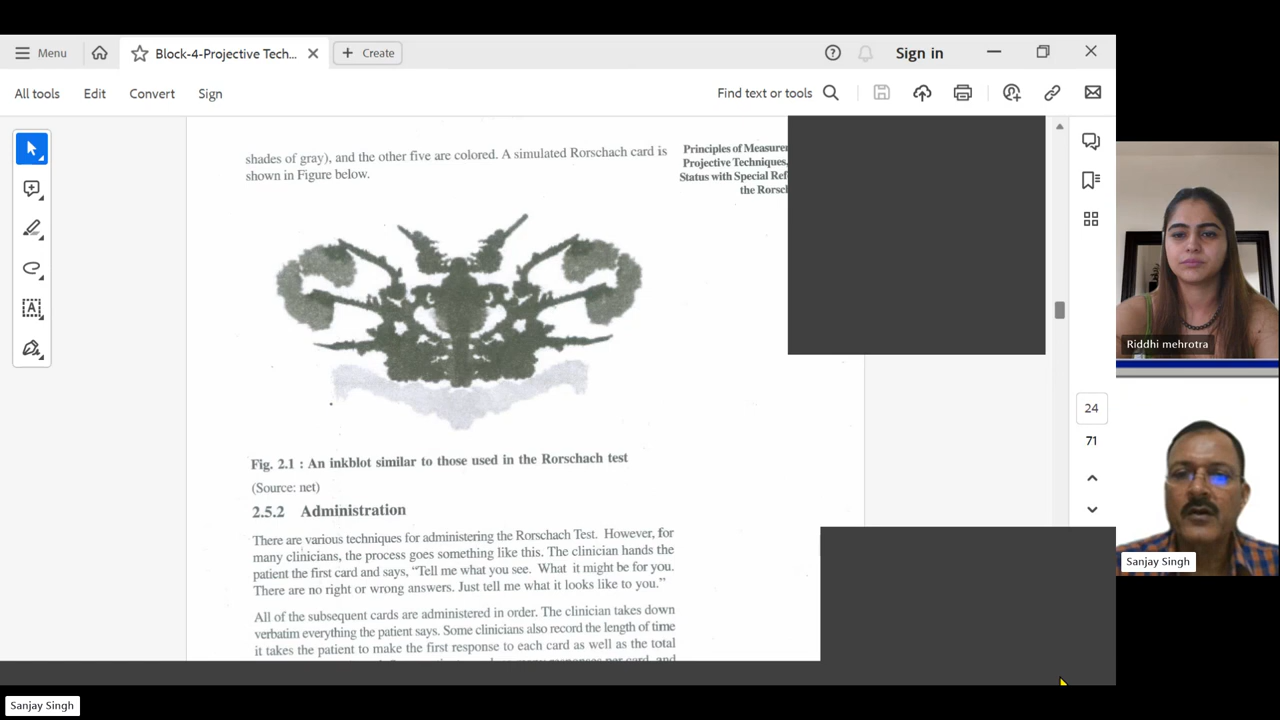 Menu
Block-4-Projective Tech...
Create
Sign in
All tools
Edit
Convert
Sign
Find text or tools
shades of gray), and the other five are colored. A simulated Rorschach card is
shown in Figure below.
Principles of
Projective Techniques,
Status with Special
the
Fig. 2.1 : An inkblot similar to those used in the Rorschach test
(Source: net)
2.5.2 Administration
There are various techniques for administering the Rorschach Test. However, for
many clinicians, the process goes something like this. The clinician hands the
patient the first card and says, “Tell me what you see. What it might be for you.
There are no right or wrong answers. Just tell me what it looks like to you.”
All of the subsequent cards are administered in order. The clinician takes down
verbatim everything the patient says. Some clinicians also record the length of time
it takes the patient to make the first response to each card as well as the total
24
71
Riddhi mehrotra
Sanjay Singh
Sanjay Singh